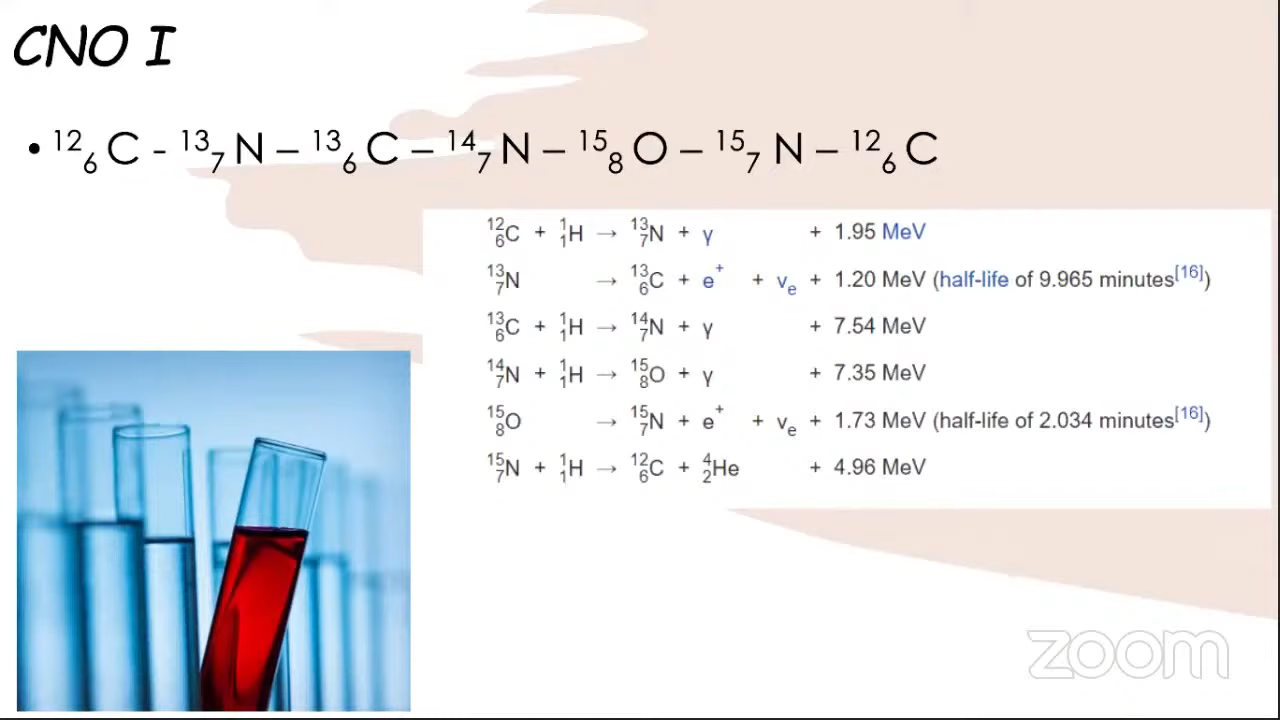 CNO I
• ¹²₆C - ¹³₇N – ¹³₆C – ¹⁴₇N – ¹⁵₈O – ¹⁵₇N – ¹²₆C
¹²₆C + ¹₁H → ¹³₇N + γ + 1.95 MeV
¹³₇N → ¹³₆C + e⁺ + νₑ + 1.20 MeV (half-life of 9.965 minutes[16])
¹³₆C + ¹₁H → ¹⁴₇N + γ + 7.54 MeV
¹⁴₇N + ¹₁H → ¹⁵₈O + γ + 7.35 MeV
¹⁵₈O → ¹⁵₇N + e⁺ + νₑ + 1.73 MeV (half-life of 2.034 minutes[16])
¹⁵₇N + ¹₁H → ¹²₆C + ⁴₂He + 4.96 MeV
zoom